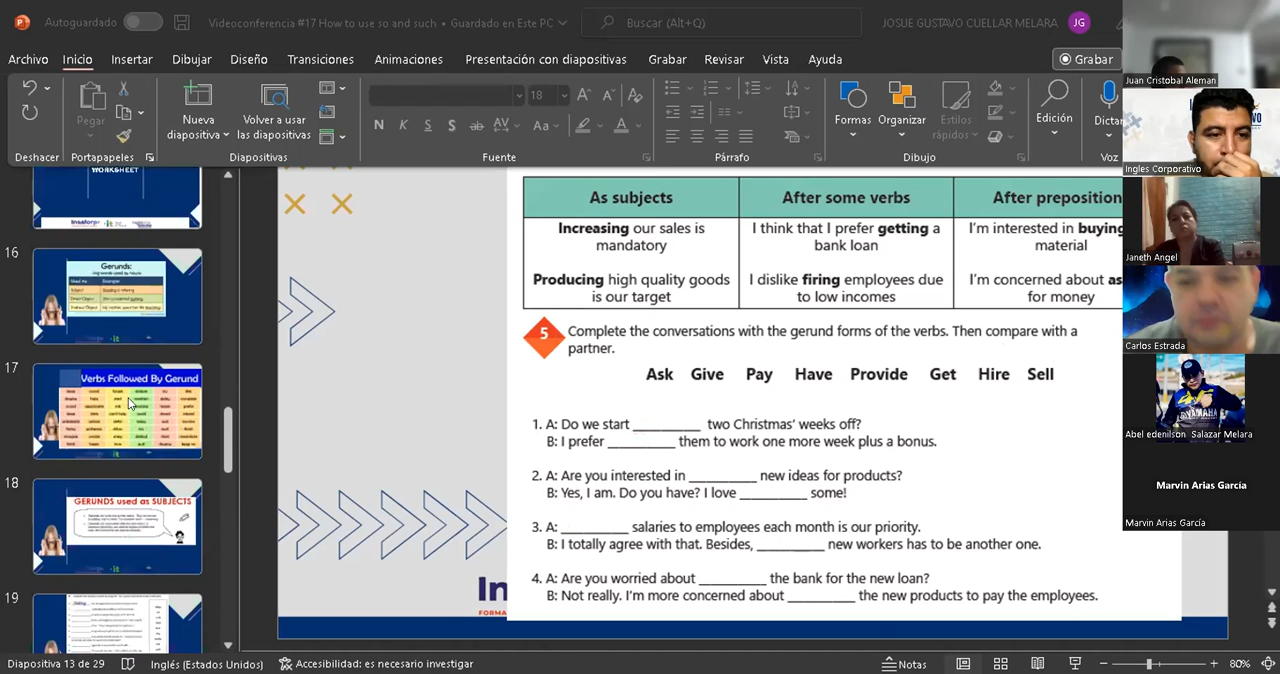 Autoguardado
Videoconferencia #17 How to use so and such • Guardado en Este PC
Buscar (Alt+Q)
JOSUE GUSTAVO CUELLAR MELARA
JG
Archivo Inicio Insertar Dibujar Diseño Transiciones Animaciones Presentación con diapositivas Grabar Revisar Vista Ayuda
Grabar
Pegar
Nueva diapositiva
Volver a usar las diapositivas
18
N K S S ab AV Aa A
Formas Organizar Estilos rápidos Edición Dictar
Deshacer Portapapeles Diapositivas Fuente Párrafo Dibujo Voz
WORKSHEET
16
Gerunds:
17
Verbs Followed By Gerund
18
GERUNDS used as SUBJECTS
19
As subjects After some verbs After preposition
Increasing our sales is mandatory
I think that I prefer getting a bank loan
I'm interested in buying material
Producing high quality goods is our target
I dislike firing employees due to low incomes
I'm concerned about as for money
5 Complete the conversations with the gerund forms of the verbs. Then compare with a
partner.
Ask Give Pay Have Provide Get Hire Sell
1. A: Do we start __________ two Christmas' weeks off?
B: I prefer __________ them to work one more week plus a bonus.
2. A: Are you interested in __________ new ideas for products?
B: Yes, I am. Do you have? I love __________ some!
3. A: __________ salaries to employees each month is our priority.
B: I totally agree with that. Besides, __________ new workers has to be another one.
4. A: Are you worried about __________ the bank for the new loan?
B: Not really. I'm more concerned about __________ the new products to pay the employees.
In
FORMA
Juan Cristobal Aleman
Ingles Corporativo
Janeth Angel
Carlos Estrada
YAMAHA
Abel edenilson Salazar Melara
Marvin Arias García
Marvin Arias García
Diapositiva 13 de 29
Inglés (Estados Unidos)
Accesibilidad: es necesario investigar
Notas
80%